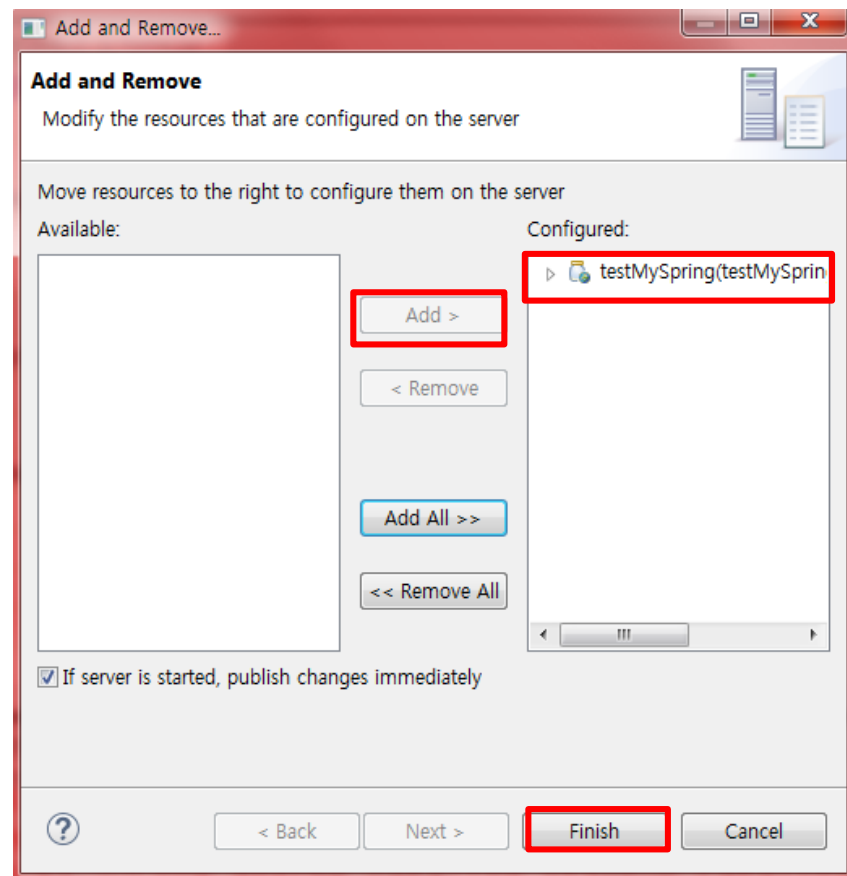 Add and Remove...
Add and Remove
Modify the resources that are configured on the server
Move resources to the right to configure them on the server
Available:
Configured:
testMySpring(testMySprin
Add >
< Remove
Add All >>
<< Remove All
If server is started, publish changes immediately
?
< Back
Next >
Finish
Cancel